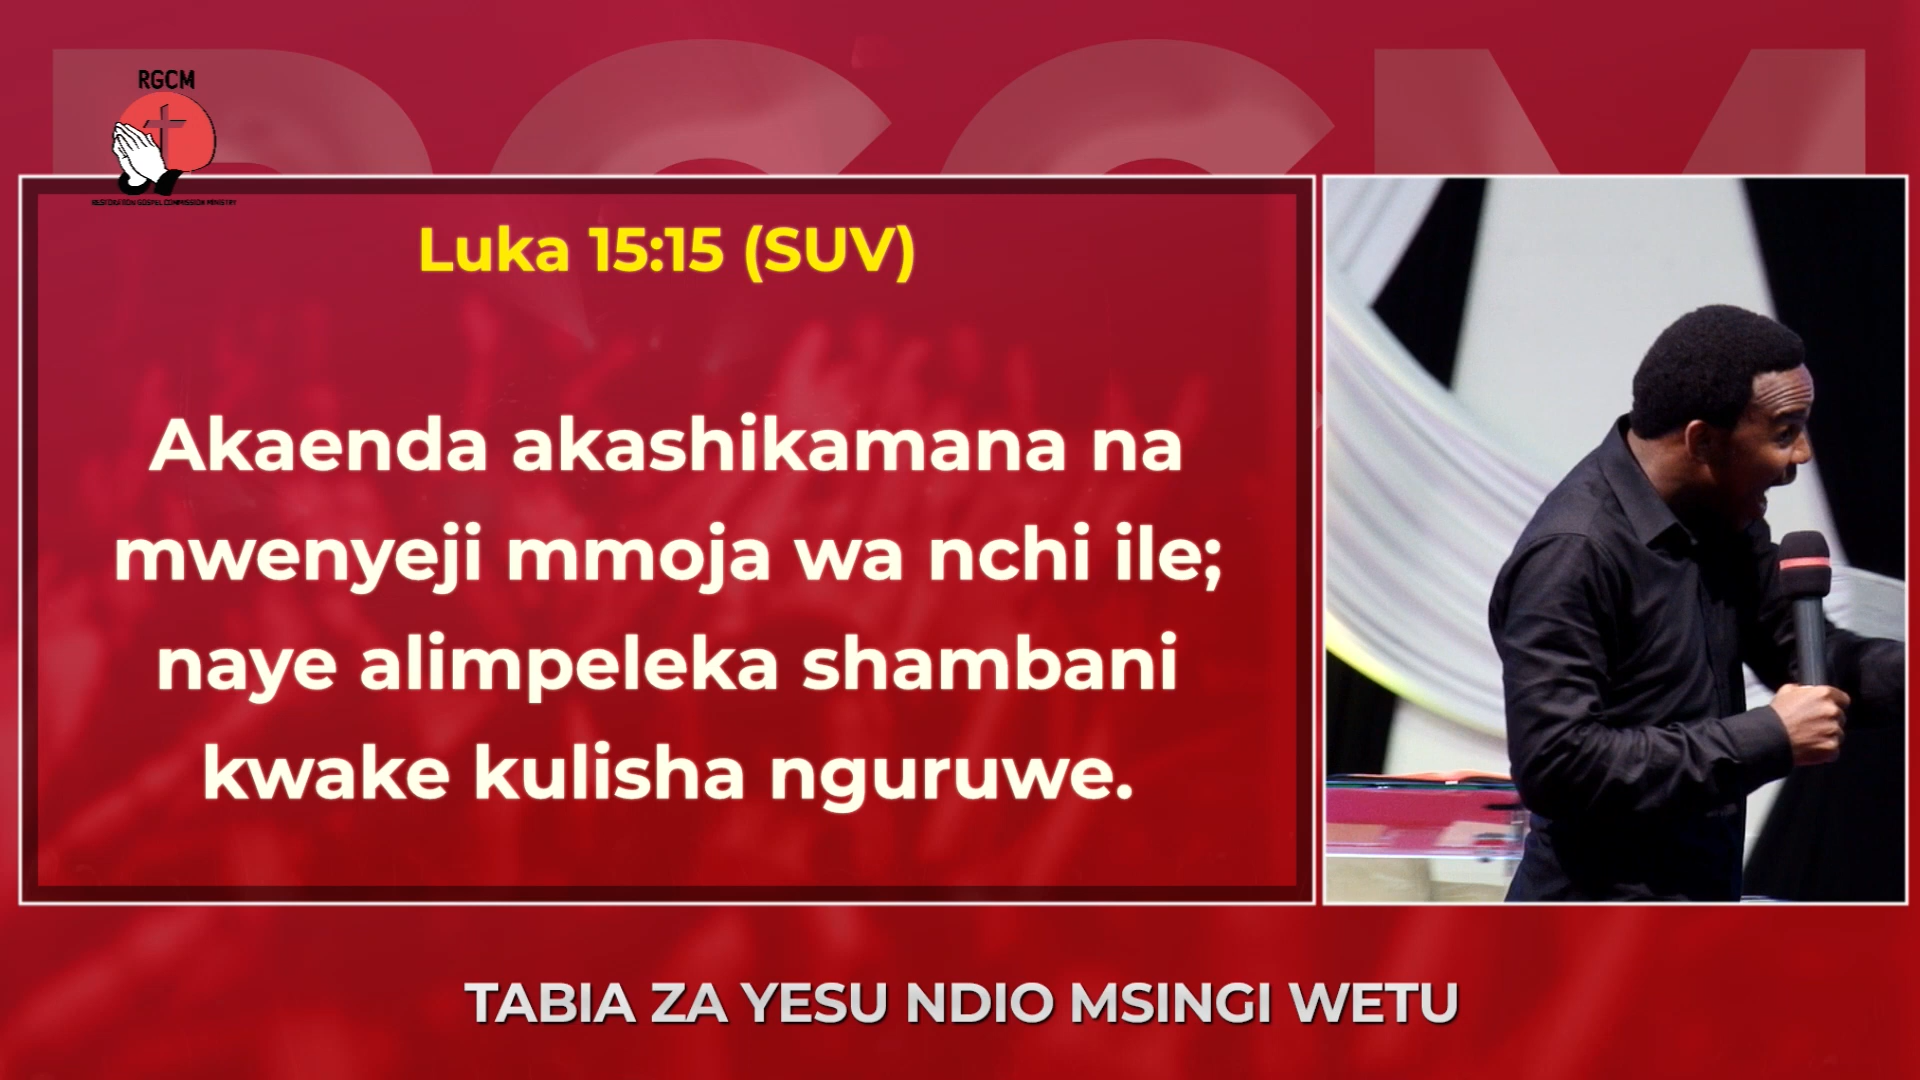 RGCM
Luka 15:15 (SUV)
Akaenda akashikamana na
mwenyeji mmoja wa nchi ile;
naye alimpeleka shambani
kwake kulisha nguruwe.
TABIA ZA YESU NDIO MSINGI WETU